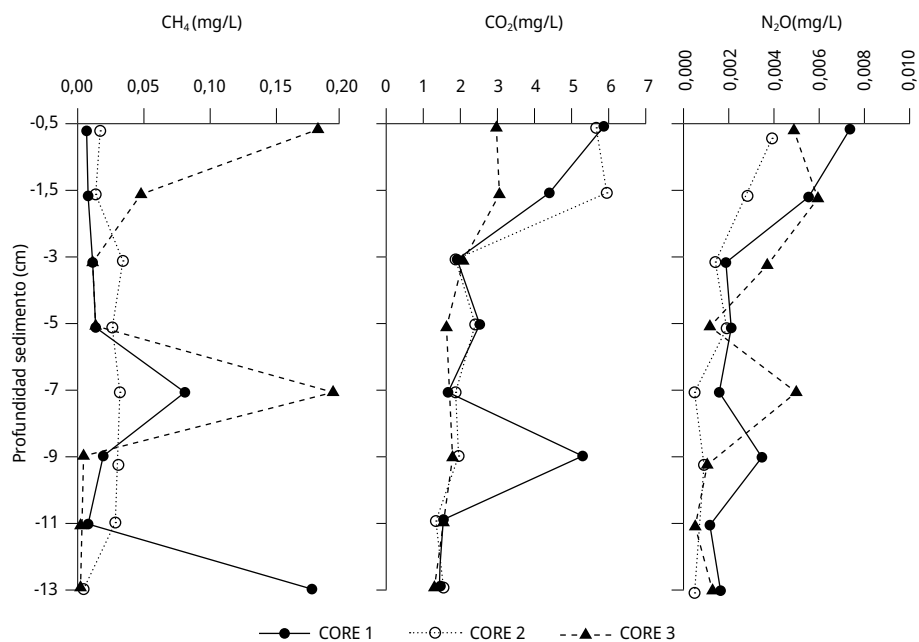 CH₄ (mg/L) CO₂(mg/L) N₂O(mg/L)
0,00 0,05 0,10 0,15 0,20 0 1 2 3 4 5 6 7 0,000 0,002 0,004 0,006 0,008 0,010
-0,5
-1,5
-3
-5
-7
-9
-11
-13
Profundidad sedimento (cm)
CORE 1 CORE 2 CORE 3